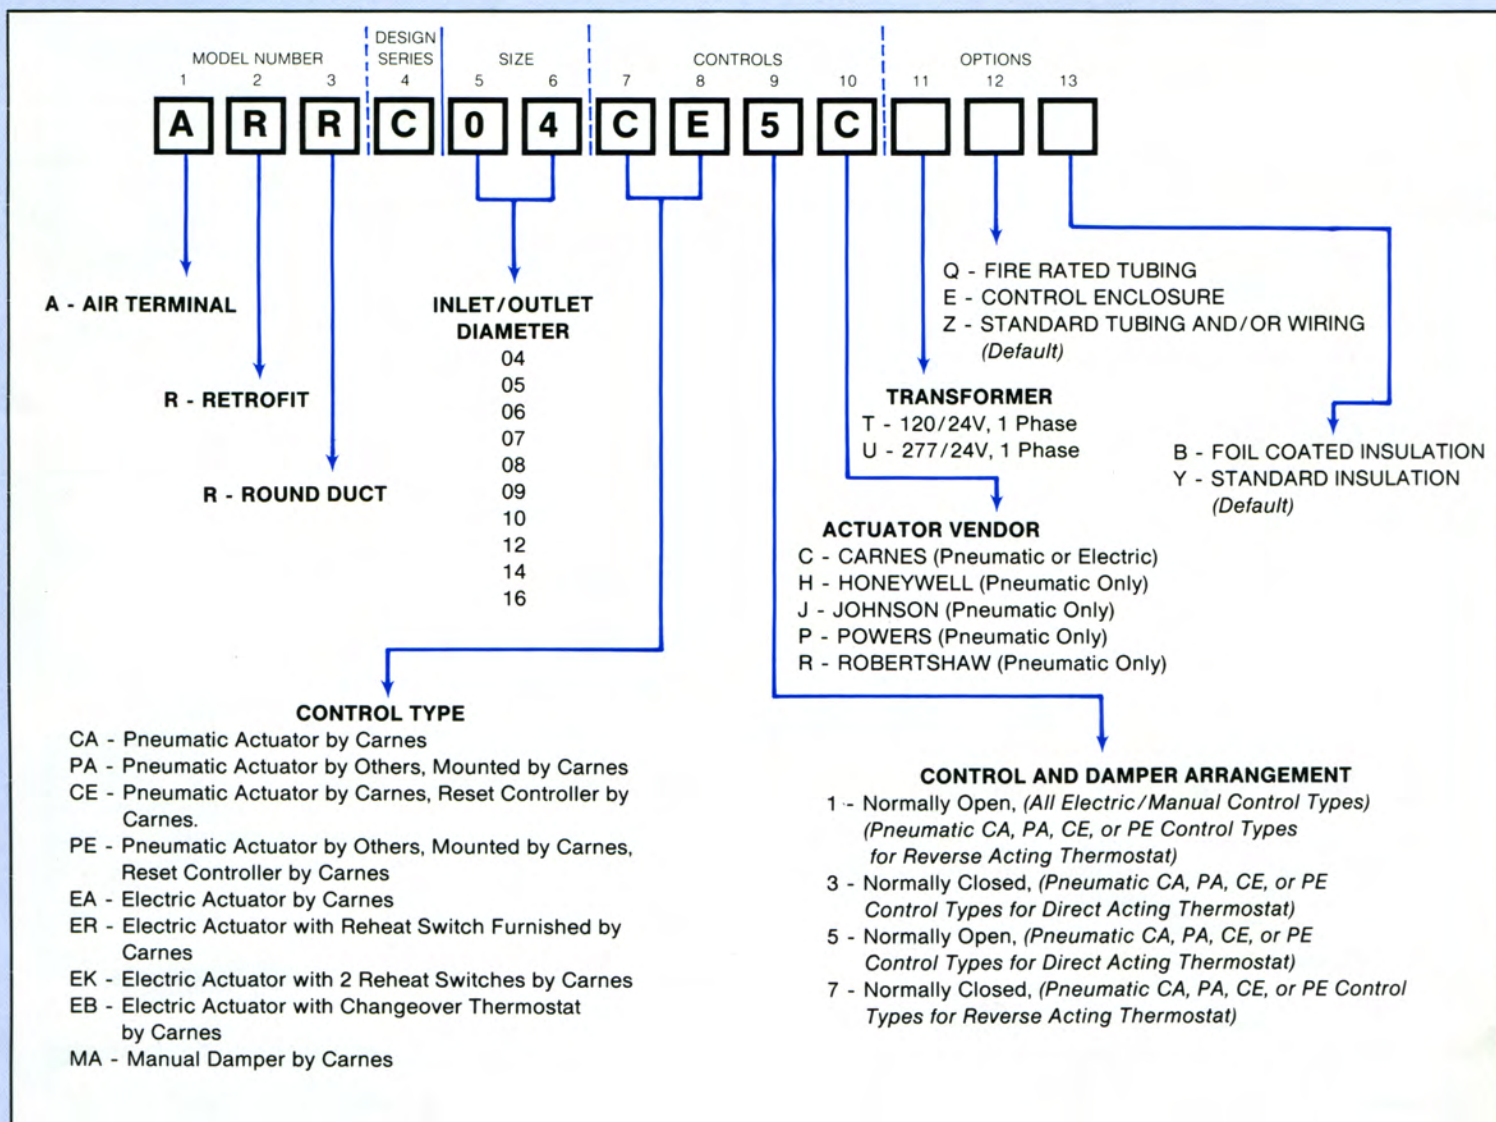 MODEL NUMBER
DESIGN
SERIES
SIZE
CONTROLS
OPTIONS
1 2 3 4 5 6 7 8 9 10 11 12 13
A R R C 0 4 C E 5 C
A - AIR TERMINAL
R - RETROFIT
R - ROUND DUCT
INLET/OUTLET
DIAMETER
04
05
06
07
08
09
10
12
14
16
Q - FIRE RATED TUBING
E - CONTROL ENCLOSURE
Z - STANDARD TUBING AND/OR WIRING
(Default)
TRANSFORMER
T - 120/24V, 1 Phase
U - 277/24V, 1 Phase
B - FOIL COATED INSULATION
Y - STANDARD INSULATION
(Default)
ACTUATOR VENDOR
C - CARNES (Pneumatic or Electric)
H - HONEYWELL (Pneumatic Only)
J - JOHNSON (Pneumatic Only)
P - POWERS (Pneumatic Only)
R - ROBERTSHAW (Pneumatic Only)
CONTROL TYPE
CA - Pneumatic Actuator by Carnes
PA - Pneumatic Actuator by Others, Mounted by Carnes
CE - Pneumatic Actuator by Carnes, Reset Controller by
Carnes.
PE - Pneumatic Actuator by Others, Mounted by Carnes,
Reset Controller by Carnes
EA - Electric Actuator by Carnes
ER - Electric Actuator with Reheat Switch Furnished by
Carnes
EK - Electric Actuator with 2 Reheat Switches by Carnes
EB - Electric Actuator with Changeover Thermostat
by Carnes
MA - Manual Damper by Carnes
CONTROL AND DAMPER ARRANGEMENT
1 - Normally Open, (All Electric/Manual Control Types)
(Pneumatic CA, PA, CE, or PE Control Types
for Reverse Acting Thermostat)
3 - Normally Closed, (Pneumatic CA, PA, CE, or PE
Control Types for Direct Acting Thermostat)
5 - Normally Open, (Pneumatic CA, PA, CE, or PE
Control Types for Direct Acting Thermostat)
7 - Normally Closed, (Pneumatic CA, PA, CE, or PE Control
Types for Reverse Acting Thermostat)